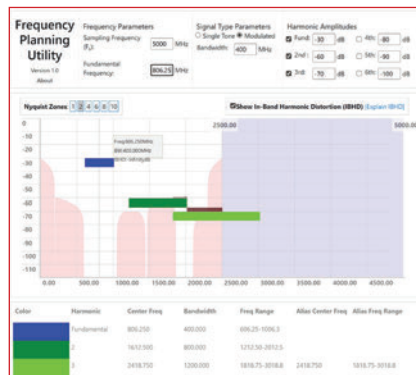 Frequency Planning Utility
Version 1.0
About
Frequency Parameters
Sampling Frequency (Fs): 5000 MHz
Fundamental Frequency: 806.25 MHz
Signal Type Parameters
Single Tone Modulated
Bandwidth: 400 MHz
Harmonic Amplitudes
Fund: -30 dB 4th: -80 dB
2nd: -60 dB 5th: -90 dB
3rd: -70 dB 6th: -100 dB
Nyquist Zones 1 2 4 6 8 10
Show In-Band Harmonic Distortion (IBHD) [Explain IBHD]
0 2500.00 5000.00
-10
-20
-30
-40
-50
-60
-70
-80
-90
-100
-110
0.00 500.00 1000.00 1500.00 2000.00 2500.00 3000.00 3500.00 4000.00 4500.00
Color Harmonic Center Freq Bandwidth Freq Range Alias Center Freq Alias Freq Range
Fundamental 806.250 400.000 606.25-1006.3
2 1612.500 800.000 1212.50-2012.5
3 2418.750 1200.000 1818.75-3018.8 2418.750 1818.75-3018.8